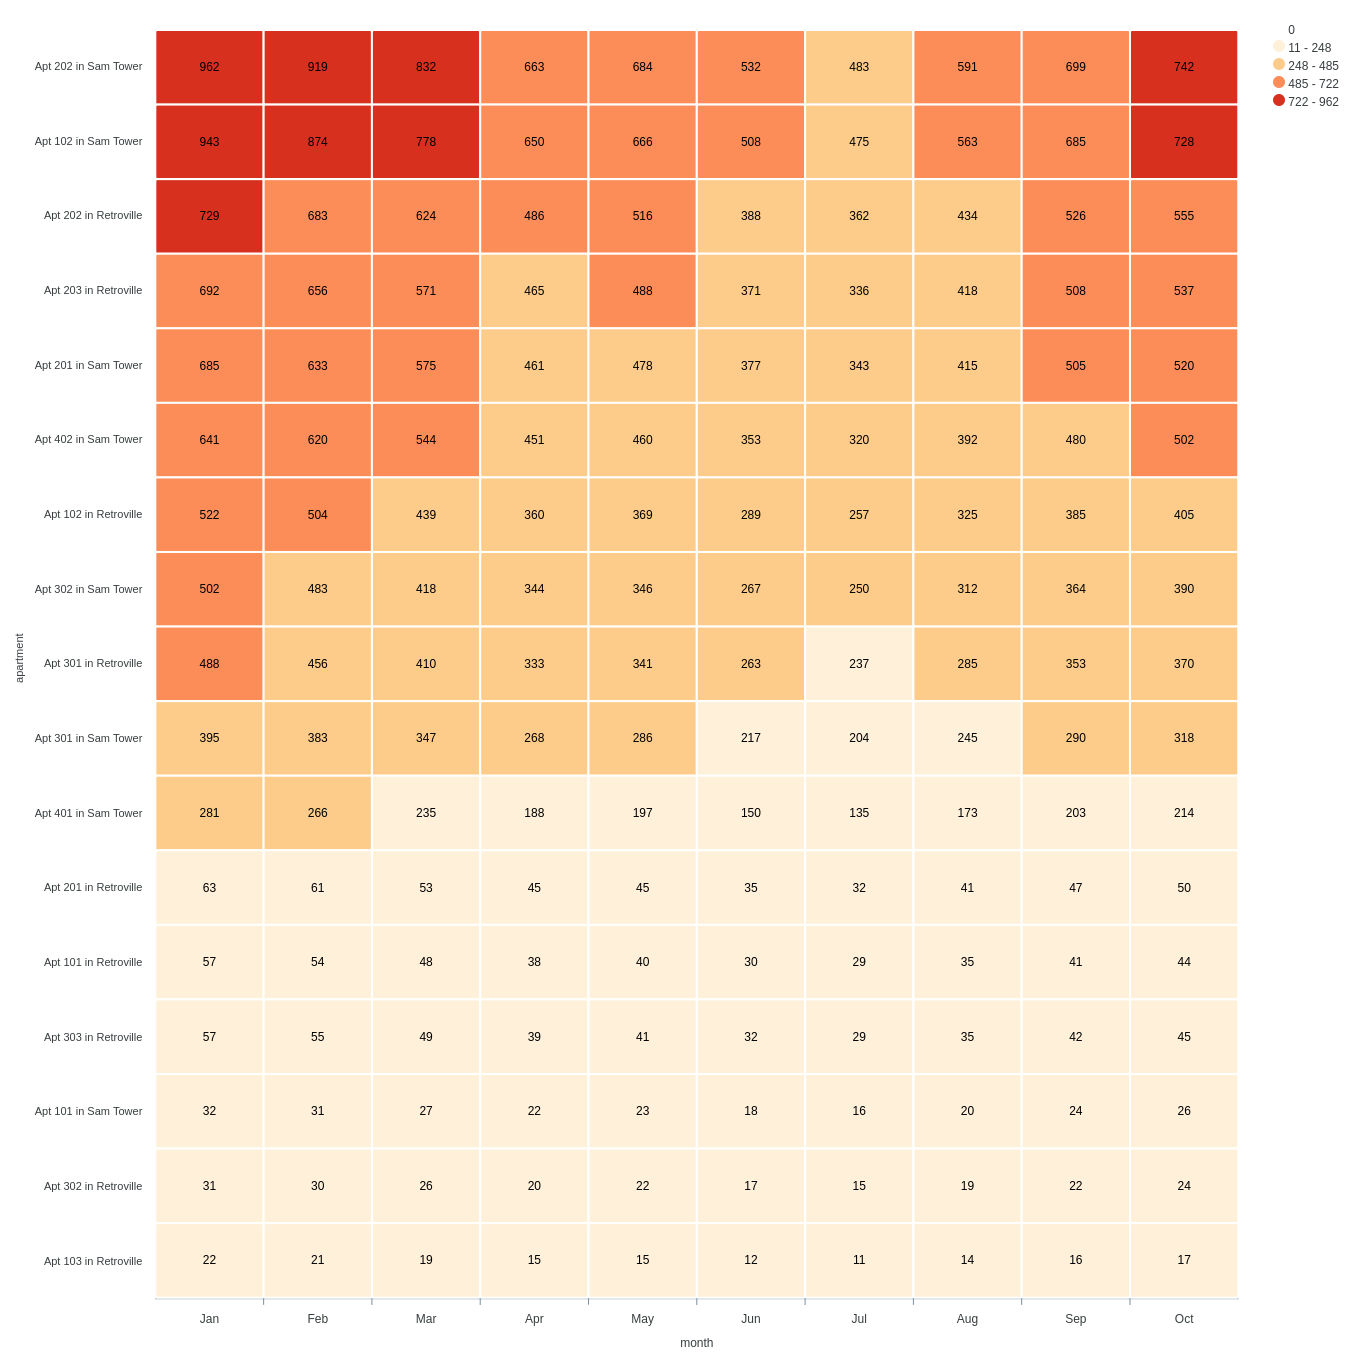 0
11 - 248
248 - 485
485 - 722
722 - 962
Apt 202 in Sam Tower 962 919 832 663 684 532 483 591 699 742
Apt 102 in Sam Tower 943 874 778 650 666 508 475 563 685 728
Apt 202 in Retroville 729 683 624 486 516 388 362 434 526 555
Apt 203 in Retroville 692 656 571 465 488 371 336 418 508 537
Apt 201 in Sam Tower 685 633 575 461 478 377 343 415 505 520
Apt 402 in Sam Tower 641 620 544 451 460 353 320 392 480 502
Apt 102 in Retroville 522 504 439 360 369 289 257 325 385 405
Apt 302 in Sam Tower 502 483 418 344 346 267 250 312 364 390
apartment
Apt 301 in Retroville 488 456 410 333 341 263 237 285 353 370
Apt 301 in Sam Tower 395 383 347 268 286 217 204 245 290 318
Apt 401 in Sam Tower 281 266 235 188 197 150 135 173 203 214
Apt 201 in Retroville 63 61 53 45 45 35 32 41 47 50
Apt 101 in Retroville 57 54 48 38 40 30 29 35 41 44
Apt 303 in Retroville 57 55 49 39 41 32 29 35 42 45
Apt 101 in Sam Tower 32 31 27 22 23 18 16 20 24 26
Apt 302 in Retroville 31 30 26 20 22 17 15 19 22 24
Apt 103 in Retroville 22 21 19 15 15 12 11 14 16 17
Jan Feb Mar Apr May Jun Jul Aug Sep Oct
month